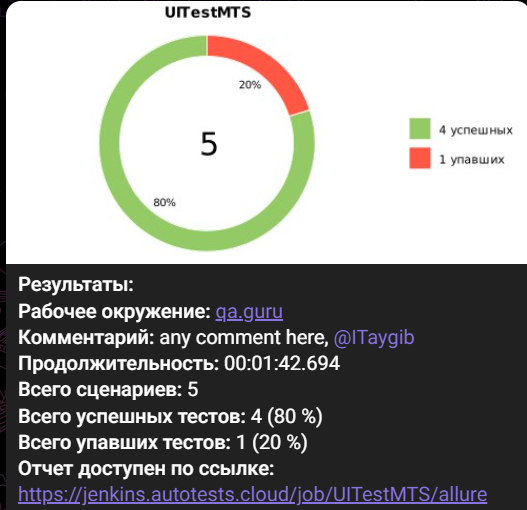 UITestMTS
20%
5
80%
4 успешных
1 упавших
Результаты:
Рабочее окружение: qa.guru
Комментарий: any comment here, @ITaygib
Продолжительность: 00:01:42.694
Всего сценариев: 5
Всего успешных тестов: 4 (80 %)
Всего упавших тестов: 1 (20 %)
Отчет доступен по ссылке:
https://jenkins.autotests.cloud/job/UITestMTS/allure